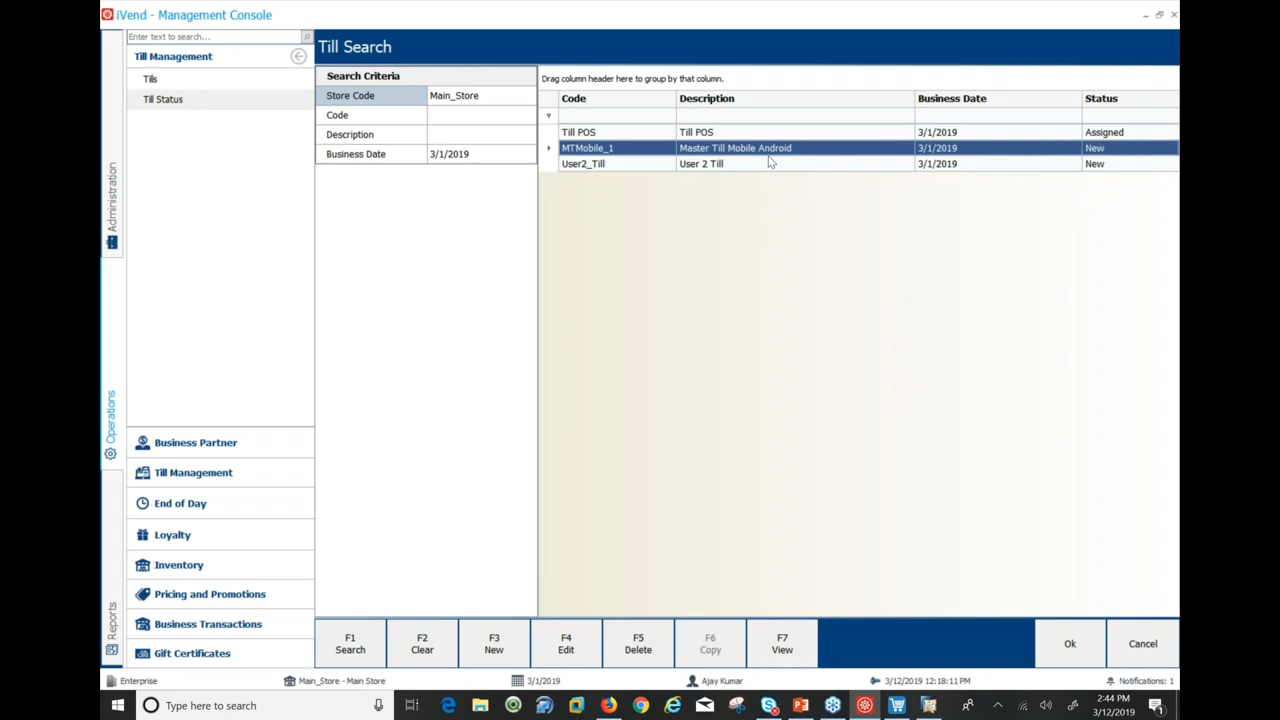 iVend - Management Console
Enter text to search...
Till Management
Tills
Till Status
Administration
Operations
Reports
Business Partner
Till Management
End of Day
Loyalty
Inventory
Pricing and Promotions
Business Transactions
Gift Certificates
Till Search
Search Criteria
Store Code Main_Store
Code
Description
Business Date 3/1/2019
Drag column header here to group by that column.
Code Description Business Date Status
Till POS Till POS 3/1/2019 Assigned
MTMobile_1 Master Till Mobile Android 3/1/2019 New
User2_Till User 2 Till 3/1/2019 New
F1 Search
F2 Clear
F3 New
F4 Edit
F5 Delete
F6 Copy
F7 View
Ok
Cancel
Enterprise Main_Store - Main Store 3/1/2019 Ajay Kumar 3/12/2019 12:18:11 PM Notifications: 1
Type here to search
2:44 PM
3/12/2019
1